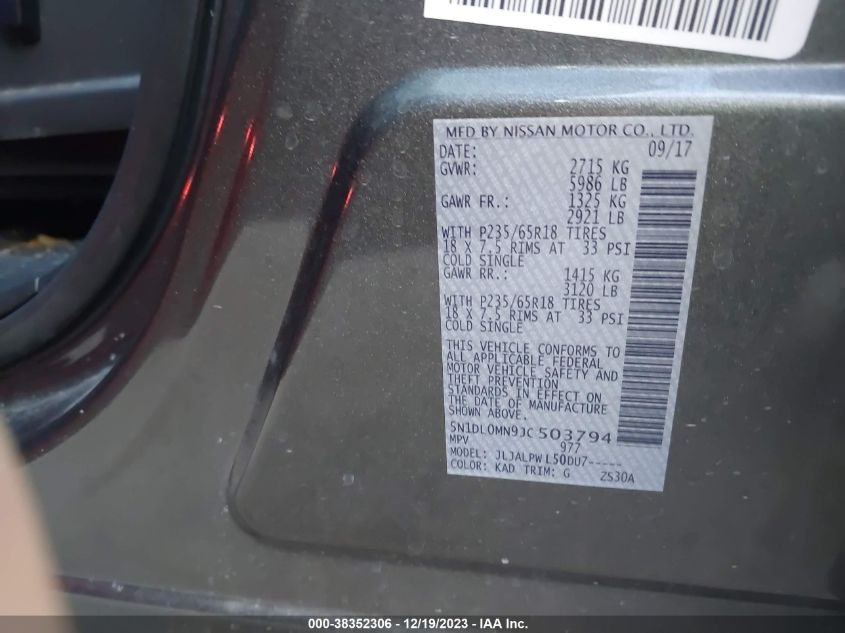 MFD BY NISSAN MOTOR CO., LTD.
DATE: 09/17
GVWR: 2715 KG
5986 LB
GAWR FR.: 1325 KG
2921 LB
WITH P235/65R18 TIRES
18 X 7.5 RIMS AT 33 PSI
COLD SINGLE
GAWR RR.: 1415 KG
3120 LB
WITH P235/65R18 TIRES
18 X 7.5 RIMS AT 33 PSI
COLD SINGLE
THIS VEHICLE CONFORMS TO
ALL APPLICABLE FEDERAL
MOTOR VEHICLE SAFETY AND
THEFT PREVENTION
STANDARDS IN EFFECT ON
THE DATE OF MANUFACTURE
SHOWN ABOVE.
5N1DL0MN9JC503794
MPV 977
MODEL: JLJALPWL50DU7-----
COLOR: KAD TRIM: G ZS30A
000-38352306 - 12/19/2023 - IAA Inc.